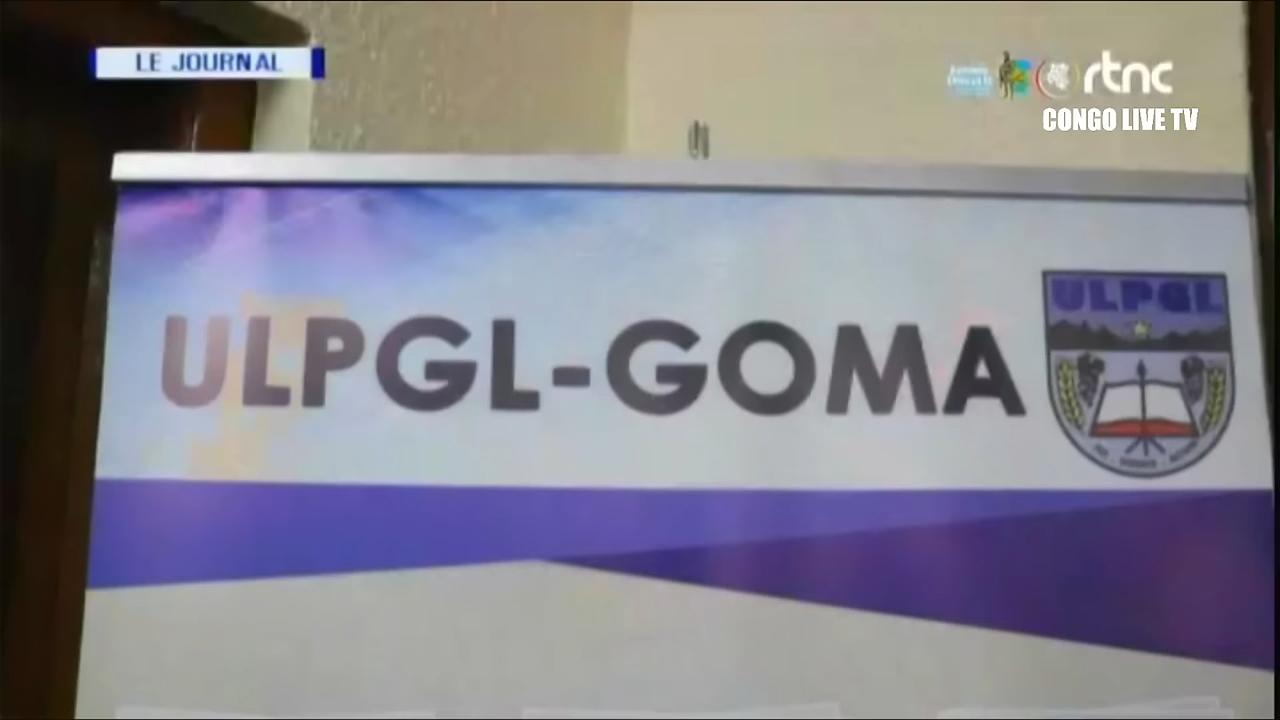 LE JOURNAL
rtnc
CONGO LIVE TV
ULPGL-GOMA
ULPGL